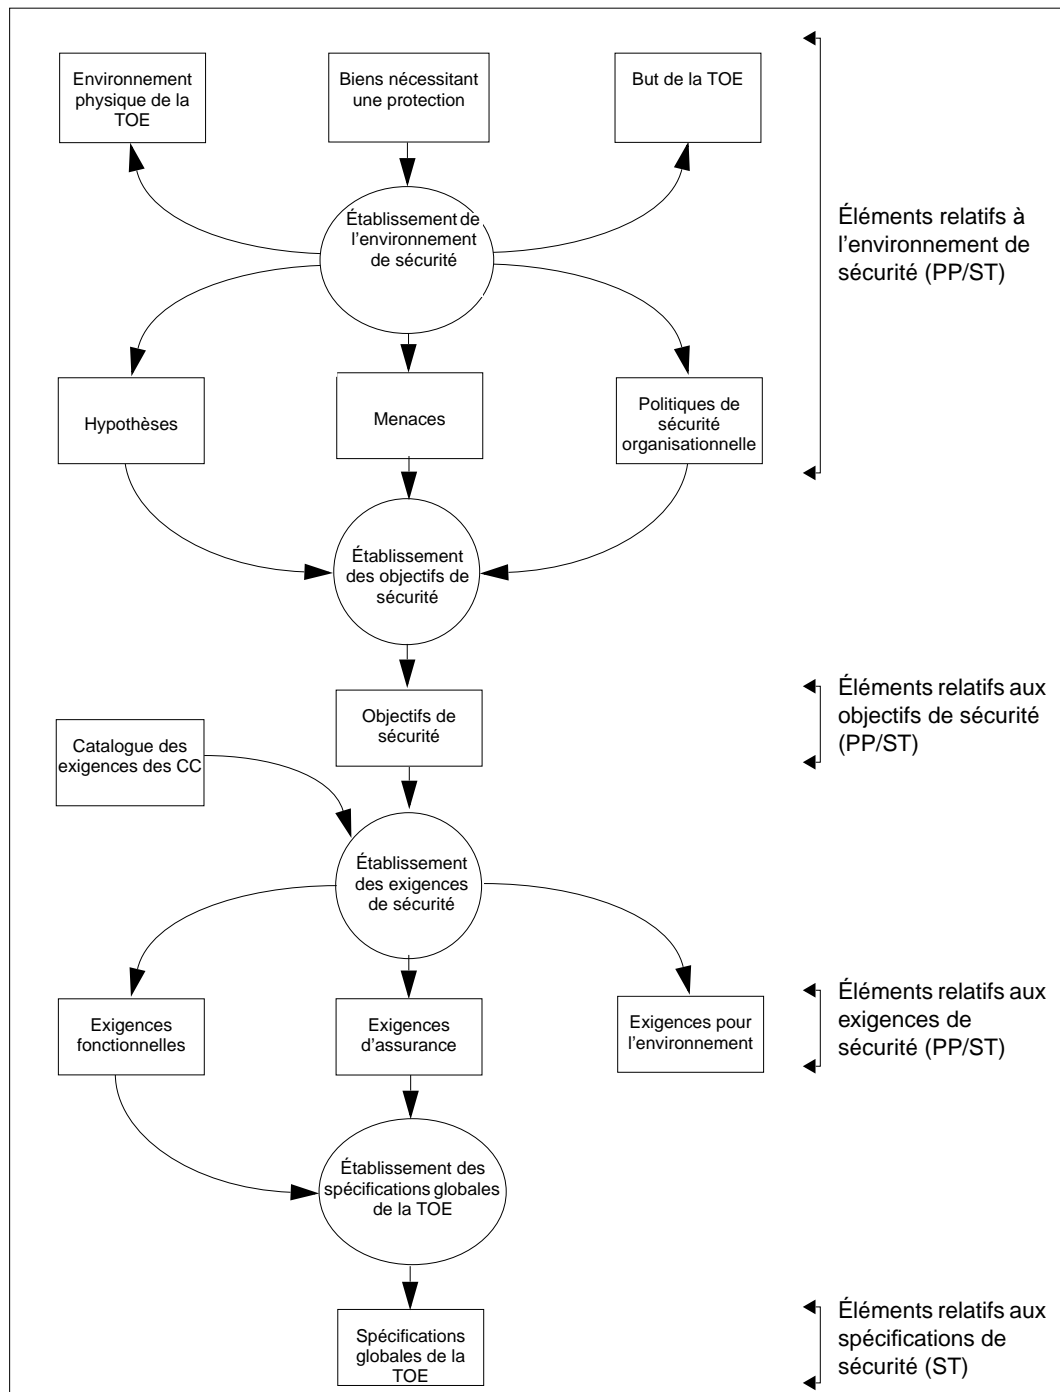 Environnement
physique de la
TOE
Biens nécessitant
une protection
But de la TOE
Établissement de
l'environnement
de sécurité
Éléments relatifs à
l'environnement de
sécurité (PP/ST)
Hypothèses
Menaces
Politiques de
sécurité
organisationnelle
Établissement
des objectifs de
sécurité
Objectifs de
sécurité
Éléments relatifs aux
objectifs de sécurité
(PP/ST)
Catalogue des
exigences des CC
Établissement
des exigences
de sécurité
Exigences
fonctionnelles
Exigences
d'assurance
Exigences pour
l'environnement
Éléments relatifs aux
exigences de
sécurité (PP/ST)
Établissement des
spécifications globales
de la TOE
Spécifications
globales de la
TOE
Éléments relatifs aux
spécifications de
sécurité (ST)